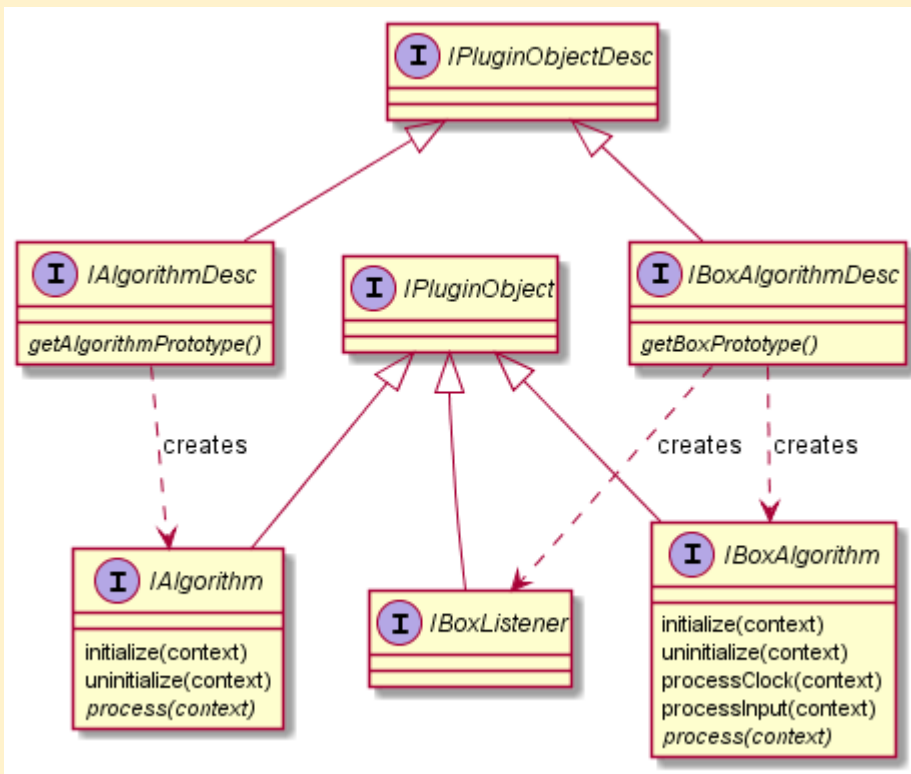 I IPluginObjectDesc
I IAlgorithmDesc
getAlgorithmPrototype()
I IPluginObject
I IBoxAlgorithmDesc
getBoxPrototype()
creates
creates
creates
I IAlgorithm
initialize(context)
uninitialize(context)
process(context)
I IBoxListener
I IBoxAlgorithm
initialize(context)
uninitialize(context)
processClock(context)
processInput(context)
process(context)